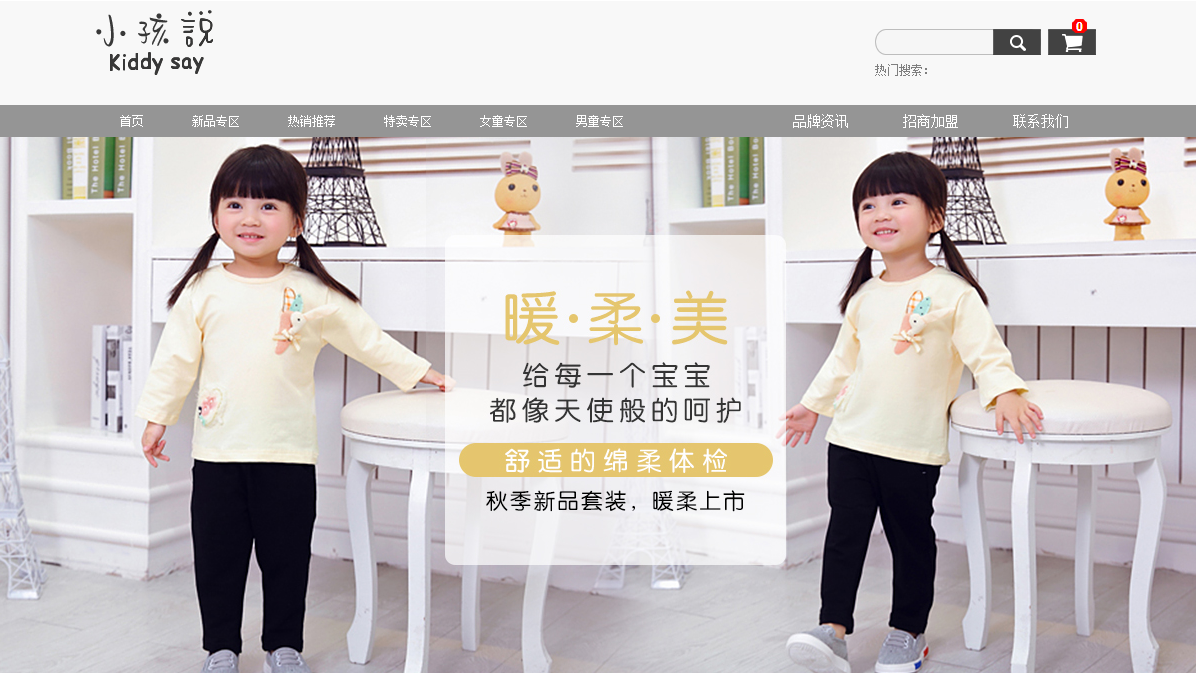 小孩說
Kiddy say
0
热门搜索：
首页 新品专区 热销推荐 特卖专区 女童专区 男童专区 品牌资讯 招商加盟 联系我们
The Hotel B
The Hotel
暖·柔·美
给每一个宝宝
都像天使般的呵护
舒适的绵柔体检
秋季新品套装，暖柔上市